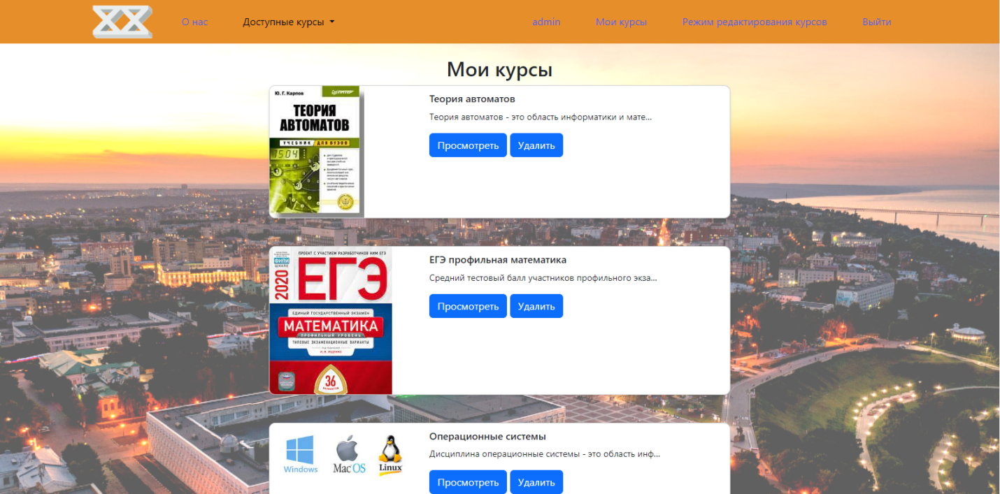 XX
О нас
Доступные курсы
admin
Мои курсы
Режим редактирования курсов
Выйти
Мои курсы
Ю. Г. Карпов
ПИТЕР
ТЕОРИЯ
АВТОМАТОВ
УЧЕБНИК ДЛЯ ВУЗОВ
1504
Теория автоматов
Теория автоматов - это область информатики и мате...
Просмотреть
Удалить
ПРОЕКТ С УЧАСТИЕМ РАЗРАБОТЧИКОВ КИМ ЕГЭ
ФИПИ
ШКОЛЕ
2020
ЕГЭ
ЕДИНЫЙ ГОСУДАРСТВЕННЫЙ ЭКЗАМЕН
МАТЕМАТИКА
ПРОФИЛЬНЫЙ УРОВЕНЬ
ТИПОВЫЕ ЭКЗАМЕНАЦИОННЫЕ ВАРИАНТЫ
36
ВАРИАНТОВ
ЕГЭ профильная математика
Средний тестовый балл участников профильного экза...
Просмотреть
Удалить
Windows
Mac OS
Linux
Операционные системы
Дисциплина операционные системы - это область инф...
Просмотреть
Удалить